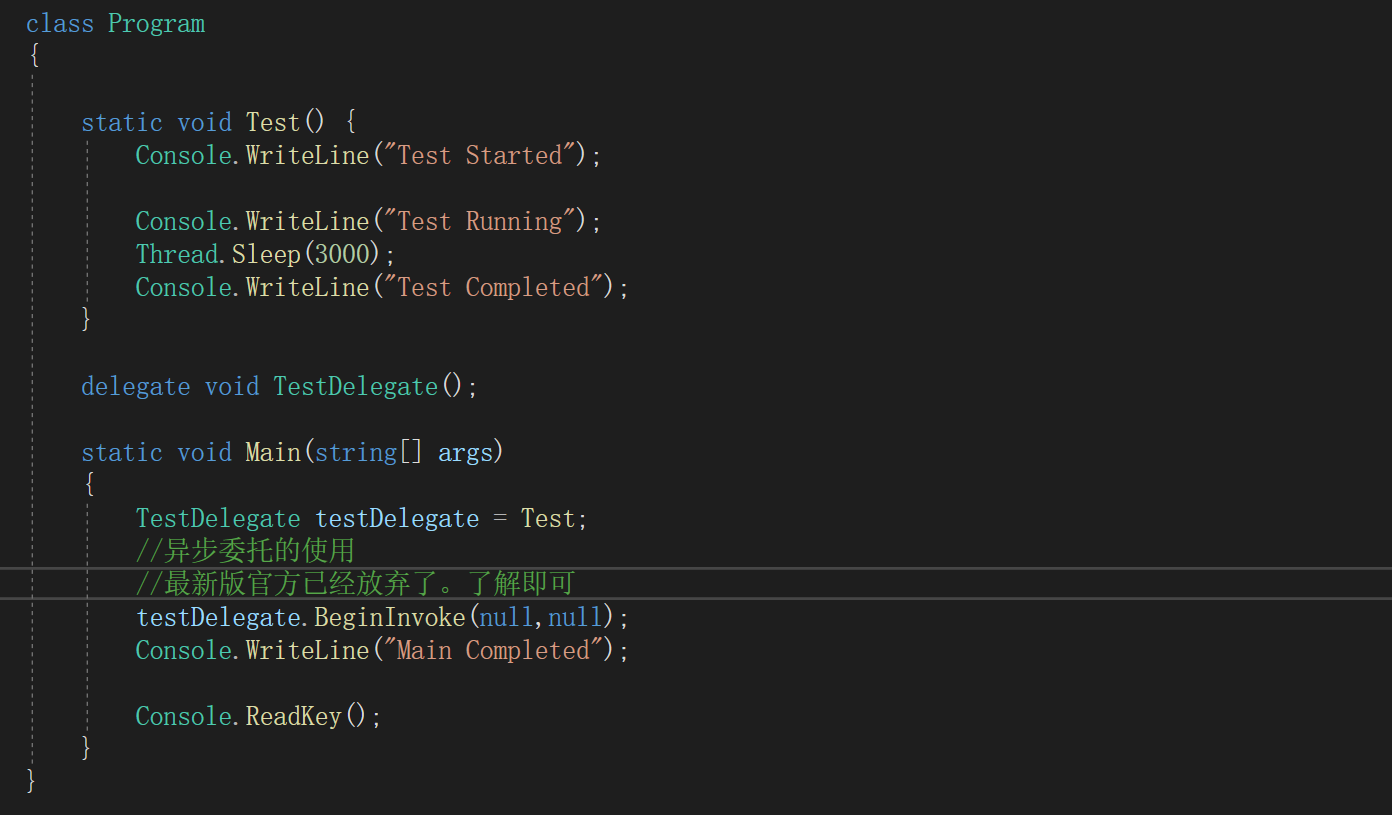 class Program
{
static void Test() {
Console.WriteLine("Test Started");
Console.WriteLine("Test Running");
Thread.Sleep(3000);
Console.WriteLine("Test Completed");
}
delegate void TestDelegate();
static void Main(string[] args)
{
TestDelegate testDelegate = Test;
//异步委托的使用
//最新版官方已经放弃了。了解即可
testDelegate.BeginInvoke(null,null);
Console.WriteLine("Main Completed");
Console.ReadKey();
}
}